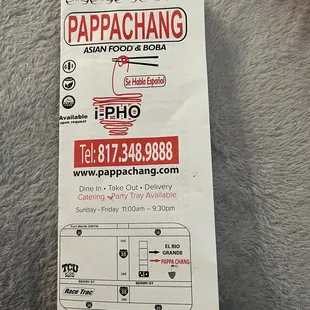 PAPPACHANG
ASIAN FOOD & BOBA
Se Habla Español
i-PHO
Available
upon request
Tel: 817.348.9888
www.pappachang.com
Dine In • Take Out • Delivery
Catering • Party Tray Available
Sunday - Friday 11:00am – 9:30pm
EL RIO
GRANDE
PAPPA CHANG
TCU
BERRY ST
BERRY ST
Race Trac